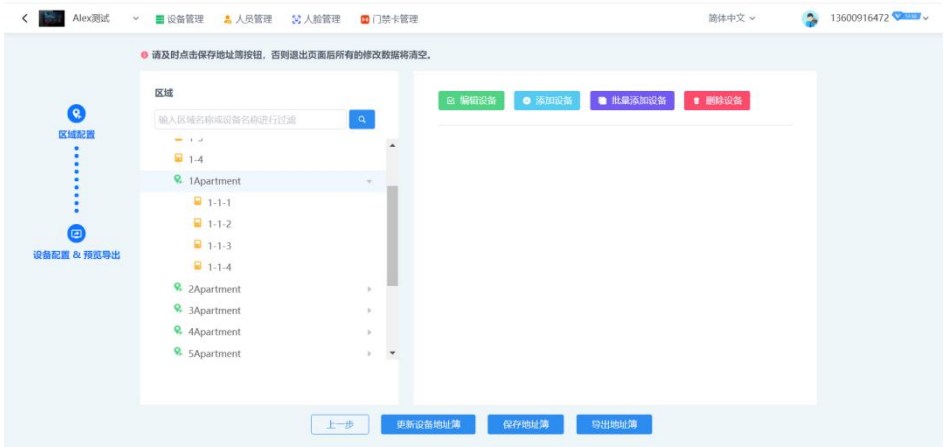 Alex测试 设备管理 人员管理 人脸管理 门禁卡管理 简体中文 13600916472
请及时点击保存地址簿按钮，否则退出页面后所有的修改数据将清空。
区域
编辑设备 添加设备 批量添加设备 删除设备
输入区域名称或设备名称进行过滤
区域配置
1-4
1Apartment
1-1-1
1-1-2
设备配置 & 预览导出
1-1-3
1-1-4
2Apartment
3Apartment
4Apartment
5Apartment
上一步 更新设备地址簿 保存地址簿 导出地址簿